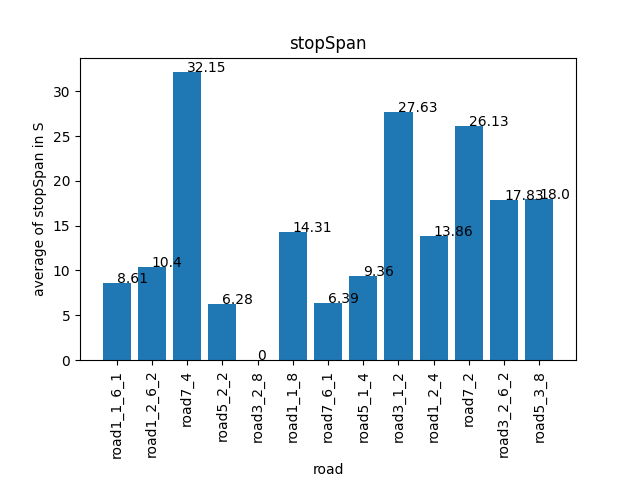 stopSpan
average of stopSpan in S
30
25
20
15
10
5
0
8.61
10.4
32.15
6.28
0
14.31
6.39
9.36
27.63
13.86
26.13
17.83
18.0
road1_1_6_1
road1_2_6_2
road7_4
road5_2_2
road3_2_8
road1_1_8
road7_6_1
road5_1_4
road3_1_2
road1_2_4
road7_2
road3_2_6_2
road5_3_8
road